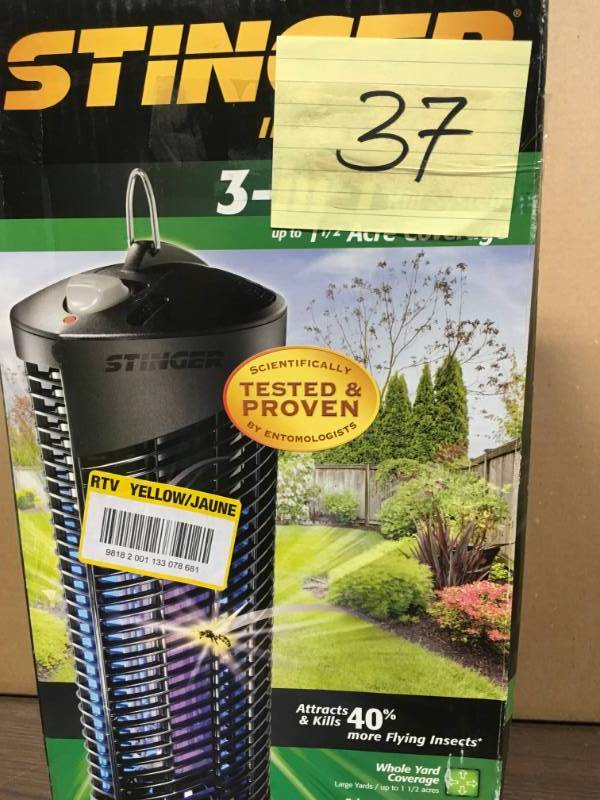 STING
37
3-
up to 1 1/2 Acre Coverage
STINGER
SCIENTIFICALLY
TESTED &
PROVEN
BY ENTOMOLOGISTS
RTV YELLOW/JAUNE
9818 2 001 133 078 681
Attracts
& Kills 40%
more Flying Insects*
Whole Yard
Coverage
Large Yards / up to 1 1/2 acres